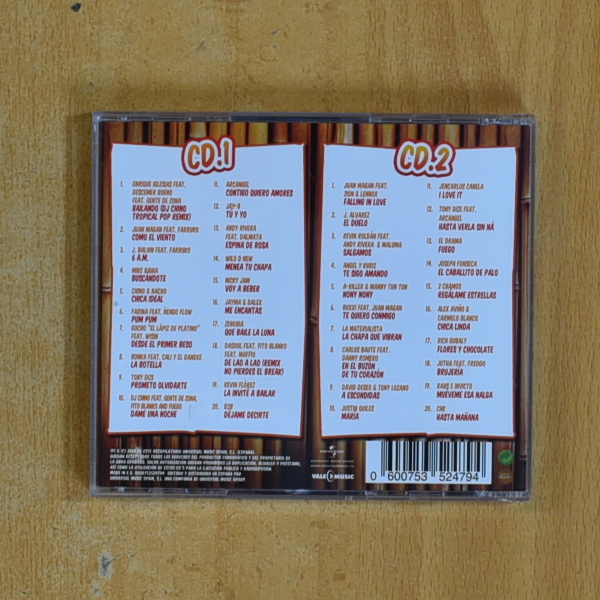 CD.1
1. ENRIQUE IGLESIAS FEAT.
DESCEMER BUENO
FEAT. GENTE DE ZONA
BAILANDO (DJ CHINO
TROPICAL POP REMIX)
2. JUAN MAGAN FEAT. FARRUKO
COMO EL VIENTO
3. J. BALVIN FEAT. FARRUKO
6 A.M.
4. MIKE BAHIA
BUSCÁNDOTE
5. CHINO & NACHO
CHICA IDEAL
6. FARINA FEAT. ÑENGO FLOW
PUM PUM
7. GOCHO "EL LÁPIZ DE PLATINO"
FEAT. WISIN
DESDE EL PRIMER BESO
8. BONKA FEAT. CALI Y EL DANDEE
LA BOTELLA
9. TONY DIZE
PROMETO OLVIDARTE
10. DJ CHINO FEAT. GENTE DE ZONA,
FITO BLANKO AND FUEGO
DAME UNA NOCHE
11. ARCANGEL
CONTIGO QUIERO AMORES
12. JAY-B
TU Y YO
13. ANDY RIVERA
FEAT. DALMATA
ESPINA DE ROSA
14. WILO D NEW
MENEA TU CHAPA
15. NICKY JAM
VOY A BEBER
16. JAYMA & DALEX
ME ENCANTAS
17. ZENOBIA
QUE BAILE LA LUNA
18. DASOUL FEAT. FITO BLANKO
FEAT. MAFFIO
DE LAO A LAO (REMIX
NO PIERDES EL BREAK)
19. KEVIN FLÓREZ
LA INVITÉ A BAILAR
20. B2B
DEJAME DECIRTE
CD.2
1. JUAN MAGAN FEAT.
ZION & LENNOX
FALLING IN LOVE
2. J. ALVAREZ
EL DUELO
3. KEVIN ROLDÁN FEAT.
ANDY RIVERA & MALUMA
SALGAMOS
4. ANGEL Y KHRIZ
TE SIGO AMANDO
5. A-KILLER & MANNY TUN TUN
NONY NONY
6. BUXXI FEAT. JUAN MAGAN
TE QUIERO CONMIGO
7. LA MATERIALISTA
LA CHAPA QUE VIBRAN
8. CARLOS BAUTE FEAT.
DANNY ROMERO
EN EL BUZÓN
DE TU CORAZÓN
9. DAVID DESEO & TONY LOZANO
A ESCONDIDAS
10. JUSTIN QUILES
MARIA
11. JENCARLOS CANELA
I LOVE IT
12. TONY DIZE FEAT.
ARCANGEL
HASTA VERLA SIN NÁ
13. EL DRAMA
FUEGO
14. JOSEPH FONSECA
EL CABALLITO DE PALO
15. 2 CHAMOS
REGÁLAME ESTRELLAS
16. ALEX AVIÑO &
CARMELO BLANCO
CHICA LINDA
17. RICH GUBALY
FLORES Y CHOCOLATE
18. JUTHA FEAT. FREDDO
BRUJERIA
19. RAKJ E INVICTO
MUÉVEME ESA NALGA
20. CHK
HASTA MAÑANA
UNIVERSAL
VALE MUSIC
0 600753 524794